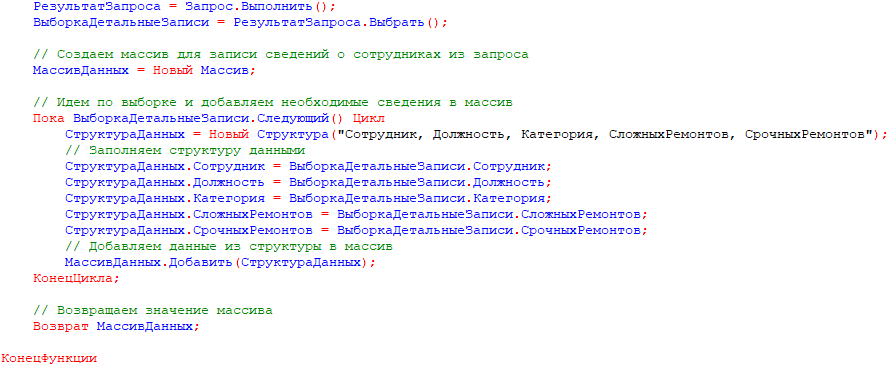 РезультатЗапроса = Запрос.Выполнить();
ВыборкаДетальныеЗаписи = РезультатЗапроса.Выбрать();
// Создаем массив для записи сведений о сотрудниках из запроса
МассивДанных = Новый Массив;
// Идем по выборке и добавляем необходимые сведения в массив
Пока ВыборкаДетальныеЗаписи.Следующий() Цикл
СтруктураДанных = Новый Структура("Сотрудник, Должность, Категория, СложныхРемонтов, СрочныхРемонтов");
// Заполняем структуру данными
СтруктураДанных.Сотрудник = ВыборкаДетальныеЗаписи.Сотрудник;
СтруктураДанных.Должность = ВыборкаДетальныеЗаписи.Должность;
СтруктураДанных.Категория = ВыборкаДетальныеЗаписи.Категория;
СтруктураДанных.СложныхРемонтов = ВыборкаДетальныеЗаписи.СложныхРемонтов;
СтруктураДанных.СрочныхРемонтов = ВыборкаДетальныеЗаписи.СрочныхРемонтов;
// Добавляем данные из структуры в массив
МассивДанных.Добавить(СтруктураДанных);
КонецЦикла;
// Возвращаем значение массива
Возврат МассивДанных;
КонецФункции